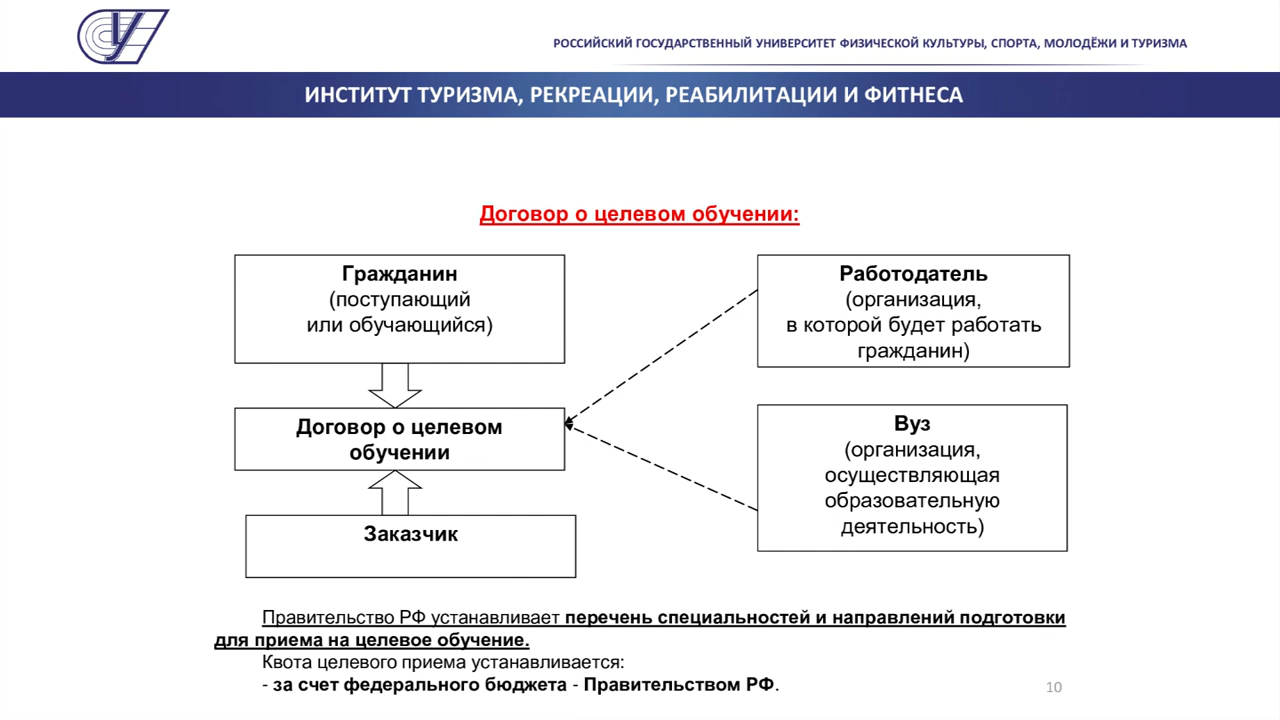 РОССИЙСКИЙ ГОСУДАРСТВЕННЫЙ УНИВЕРСИТЕТ ФИЗИЧЕСКОЙ КУЛЬТУРЫ, СПОРТА, МОЛОДЁЖИ И ТУРИЗМА
ИНСТИТУТ ТУРИЗМА, РЕКРЕАЦИИ, РЕАБИЛИТАЦИИ И ФИТНЕСА
Договор о целевом обучении:
Гражданин
(поступающий
или обучающийся)
Работодатель
(организация,
в которой будет работать
гражданин)
Договор о целевом
обучении
Вуз
(организация,
осуществляющая
образовательную
деятельность)
Заказчик
Правительство РФ устанавливает перечень специальностей и направлений подготовки
для приема на целевое обучение.
Квота целевого приема устанавливается:
- за счет федерального бюджета - Правительством РФ.
10